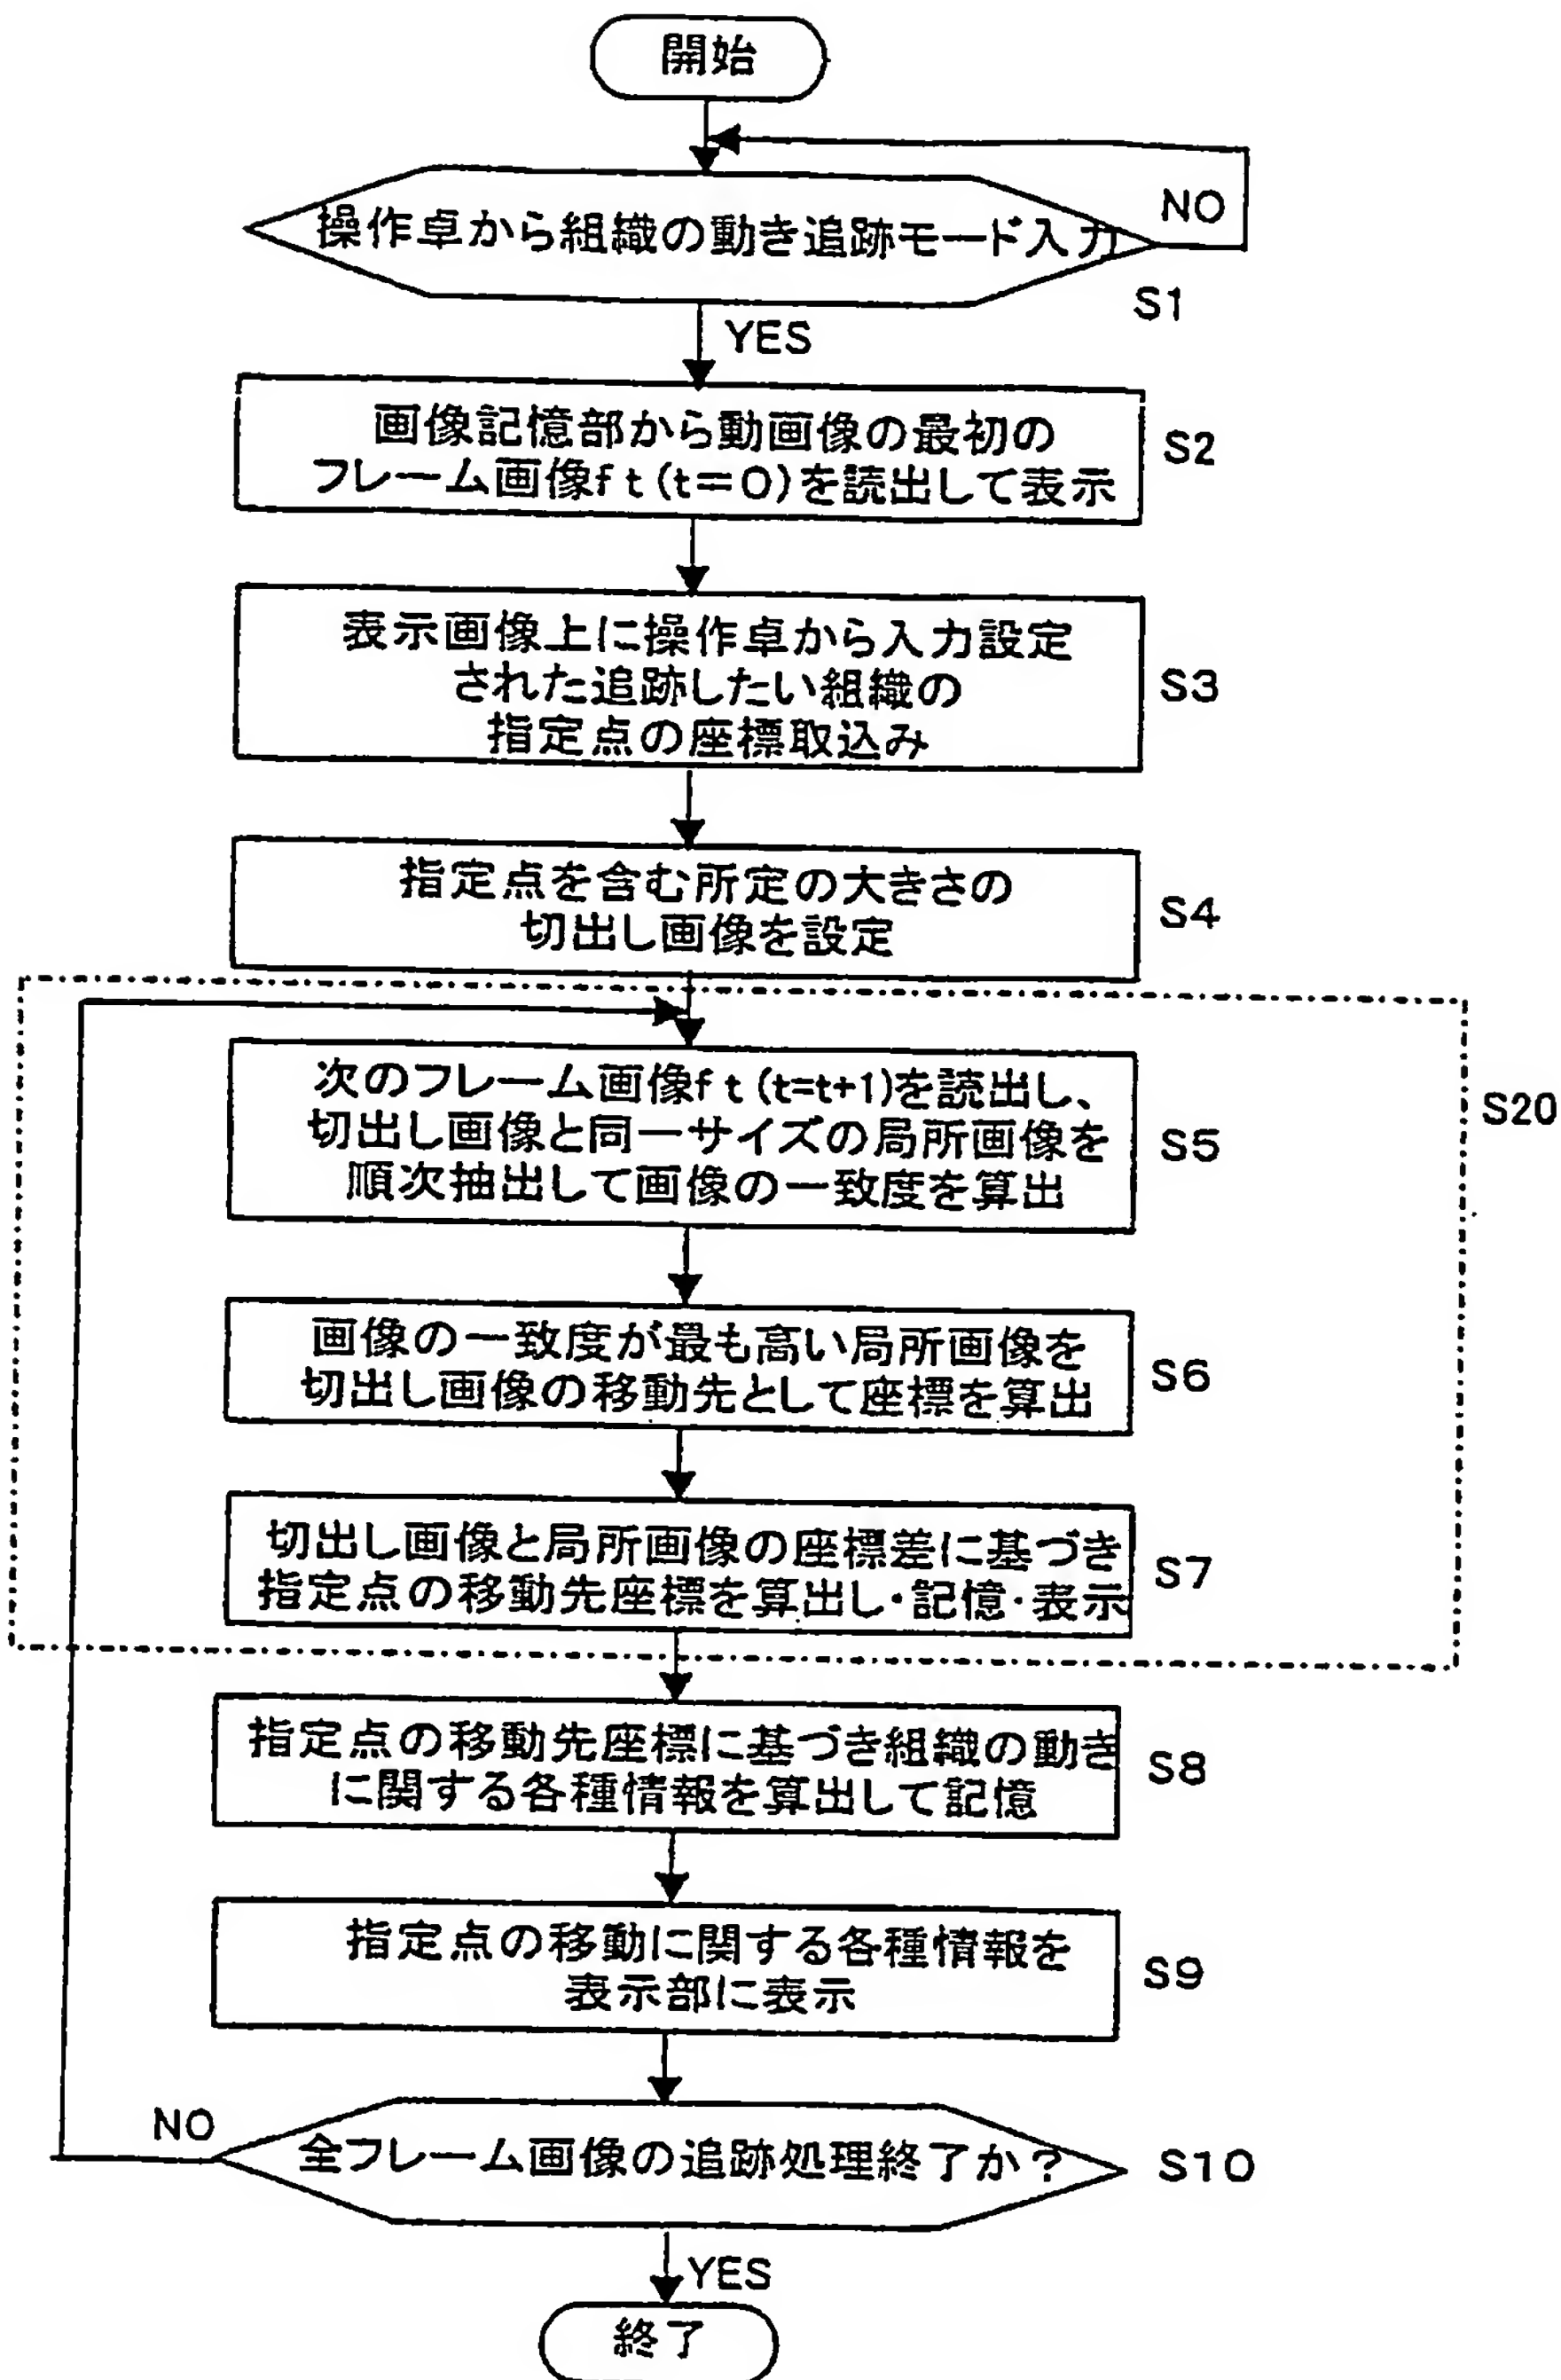 開始
NO
操作卓から組織の動き追跡モード入力
S1
YES
画像記憶部から動画像の最初の
フレーム画像ft(t=0)を読出して表示
S2
表示画像上に操作卓から入力設定
された追跡したい組織の
指定点の座標取込み
S3
指定点を含む所定の大きさの
切出し画像を設定
S4
次のフレーム画像ft(t=t+1)を読出し、
切出し画像と同一サイズの局所画像を
順次抽出して画像の一致度を算出
S5
S20
画像の一致度が最も高い局所画像を
切出し画像の移動先として座標を算出
S6
切出し画像と局所画像の座標差に基づき
指定点の移動先座標を算出し・記憶・表示
S7
指定点の移動先座標に基づき組織の動き
に関する各種情報を算出して記憶
S8
指定点の移動に関する各種情報を
表示部に表示
S9
NO
全フレーム画像の追跡処理終了か?
S10
YES
終了